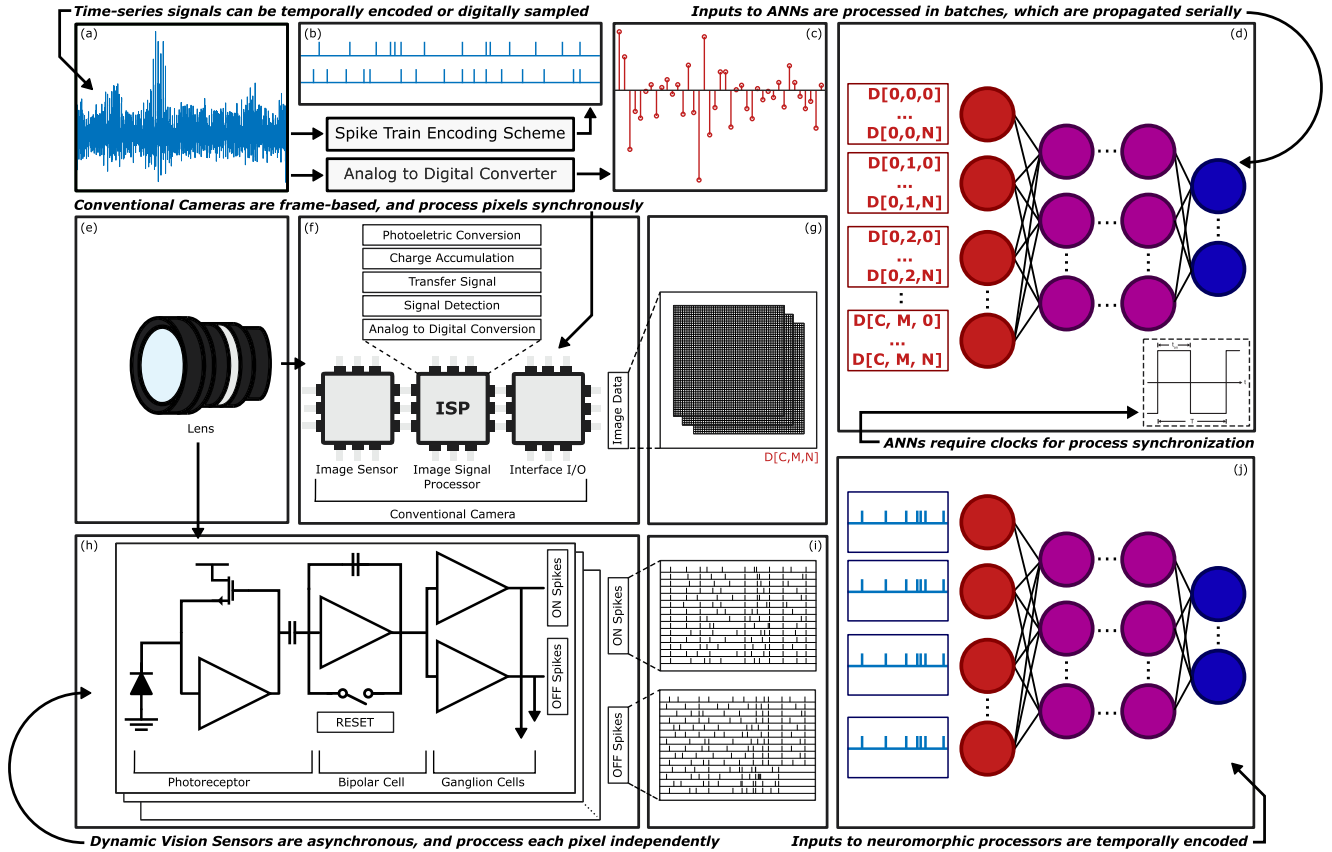 Time-series signals can be temporally encoded or digitally sampled
Inputs to ANNs are processed in batches, which are propagated serially
(a)
(b)
(c)
(d)
Spike Train Encoding Scheme
Analog to Digital Converter
D[0,0,0]
...
D[0,0,N]
D[0,1,0]
...
D[0,1,N]
D[0,2,0]
...
D[0,2,N]
D[C, M, 0]
...
D[C, M, N]
T
t
ANNs require clocks for process synchronization
Conventional Cameras are frame-based, and process pixels synchronously
(e)
Lens
(f)
Photoeletric Conversion
Charge Accumulation
Transfer Signal
Signal Detection
Analog to Digital Conversion
ISP
Image Sensor
Image Signal
Processor
Interface I/O
Conventional Camera
(g)
Image Data
D[C,M,N]
(h)
RESET
ON Spikes
OFF Spikes
Photoreceptor
Bipolar Cell
Ganglion Cells
(i)
ON Spikes
OFF Spikes
(j)
Dynamic Vision Sensors are asynchronous, and proccess each pixel independently
Inputs to neuromorphic processors are temporally encoded